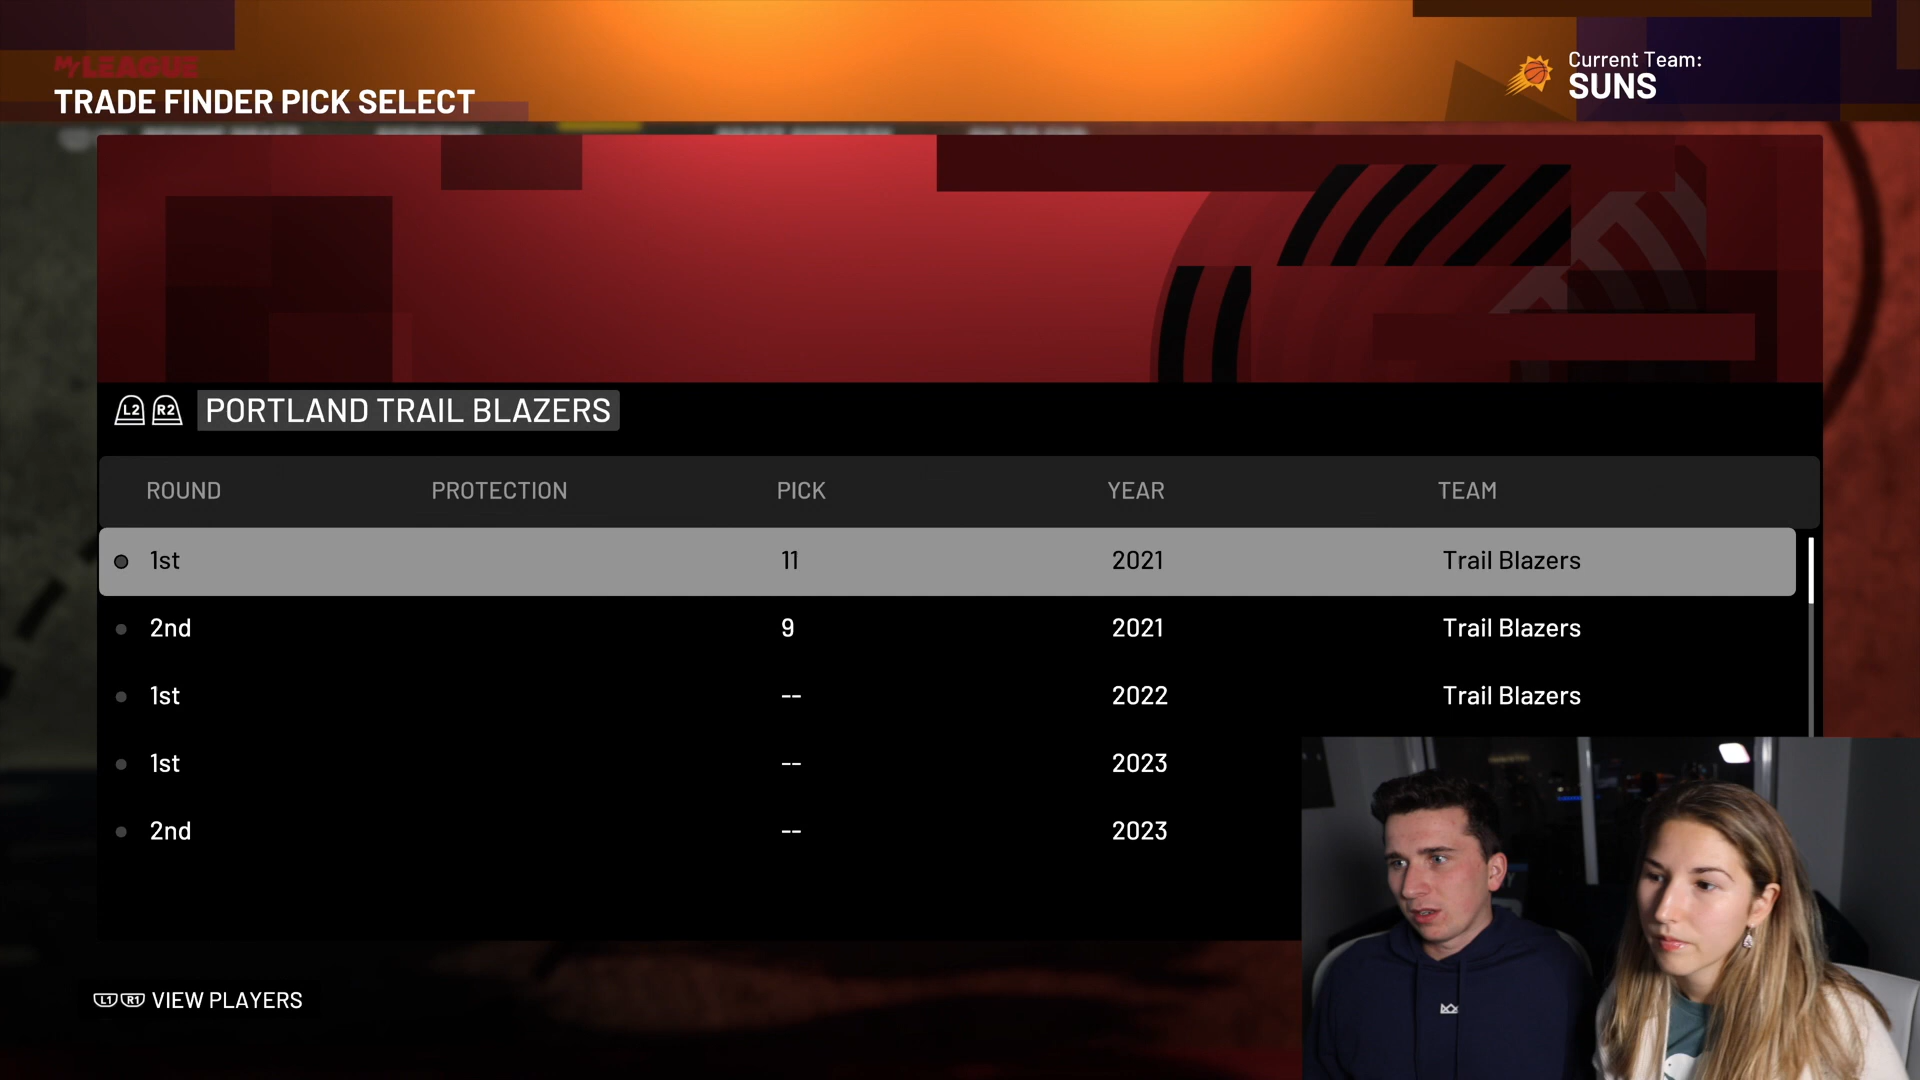 MyLEAGUE
TRADE FINDER PICK SELECT
Current Team:
SUNS
L2 R2 PORTLAND TRAIL BLAZERS
ROUND PROTECTION PICK YEAR TEAM
1st 11 2021 Trail Blazers
2nd 9 2021 Trail Blazers
1st -- 2022 Trail Blazers
1st -- 2023
2nd -- 2023
L1 R1 VIEW PLAYERS